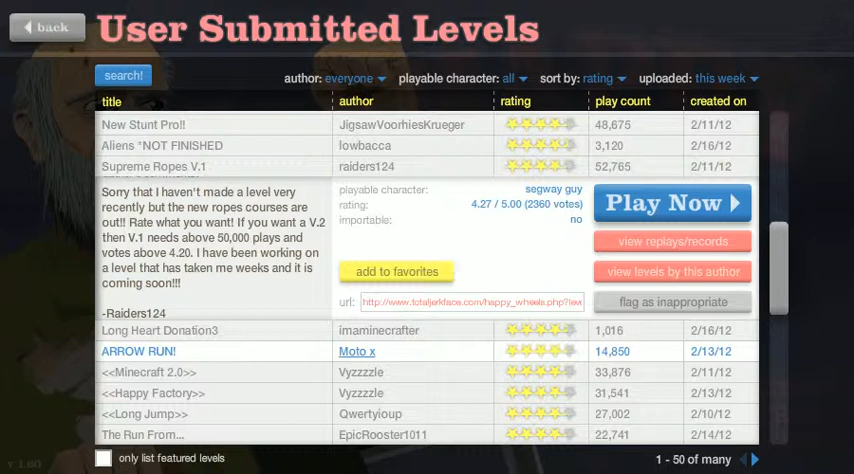 back
User Submitted Levels
search!
author: everyone playable character: all sort by: rating uploaded: this week
title author rating play count created on
New Stunt Pro!! JigsawVoorhiesKrueger 48,675 2/11/12
Aliens *NOT FINISHED lowbacca 3,120 2/16/12
Supreme Ropes V.1 raiders124 52,765 2/11/12
Sorry that I haven't made a level very
recently but the new ropes courses are
out!! Rate what you want! If you want a V.2
then V.1 needs above 50,000 plays and
votes above 4.20. I have been working on
a level that has taken me weeks and it is
coming soon!!!
-Raiders124
playable character: segway guy
rating: 4.27 / 5.00 (2360 votes)
importable: no
add to favorites
url: http://www.totaljerkface.com/happy_wheels.php?lev
Play Now
view replays/records
view levels by this author
flag as inappropriate
Long Heart Donation3 imaminecrafter 1,016 2/16/12
ARROW RUN! Moto x 14,850 2/13/12
<<Minecraft 2.0>> Vyzzzzle 33,876 2/11/12
<<Happy Factory>> Vyzzzzle 31,541 2/13/12
<<Long Jump>> Qwertyioup 27,002 2/10/12
The Run From... EpicRooster1011 22,741 2/14/12
only list featured levels
1 - 50 of many
v 1.60